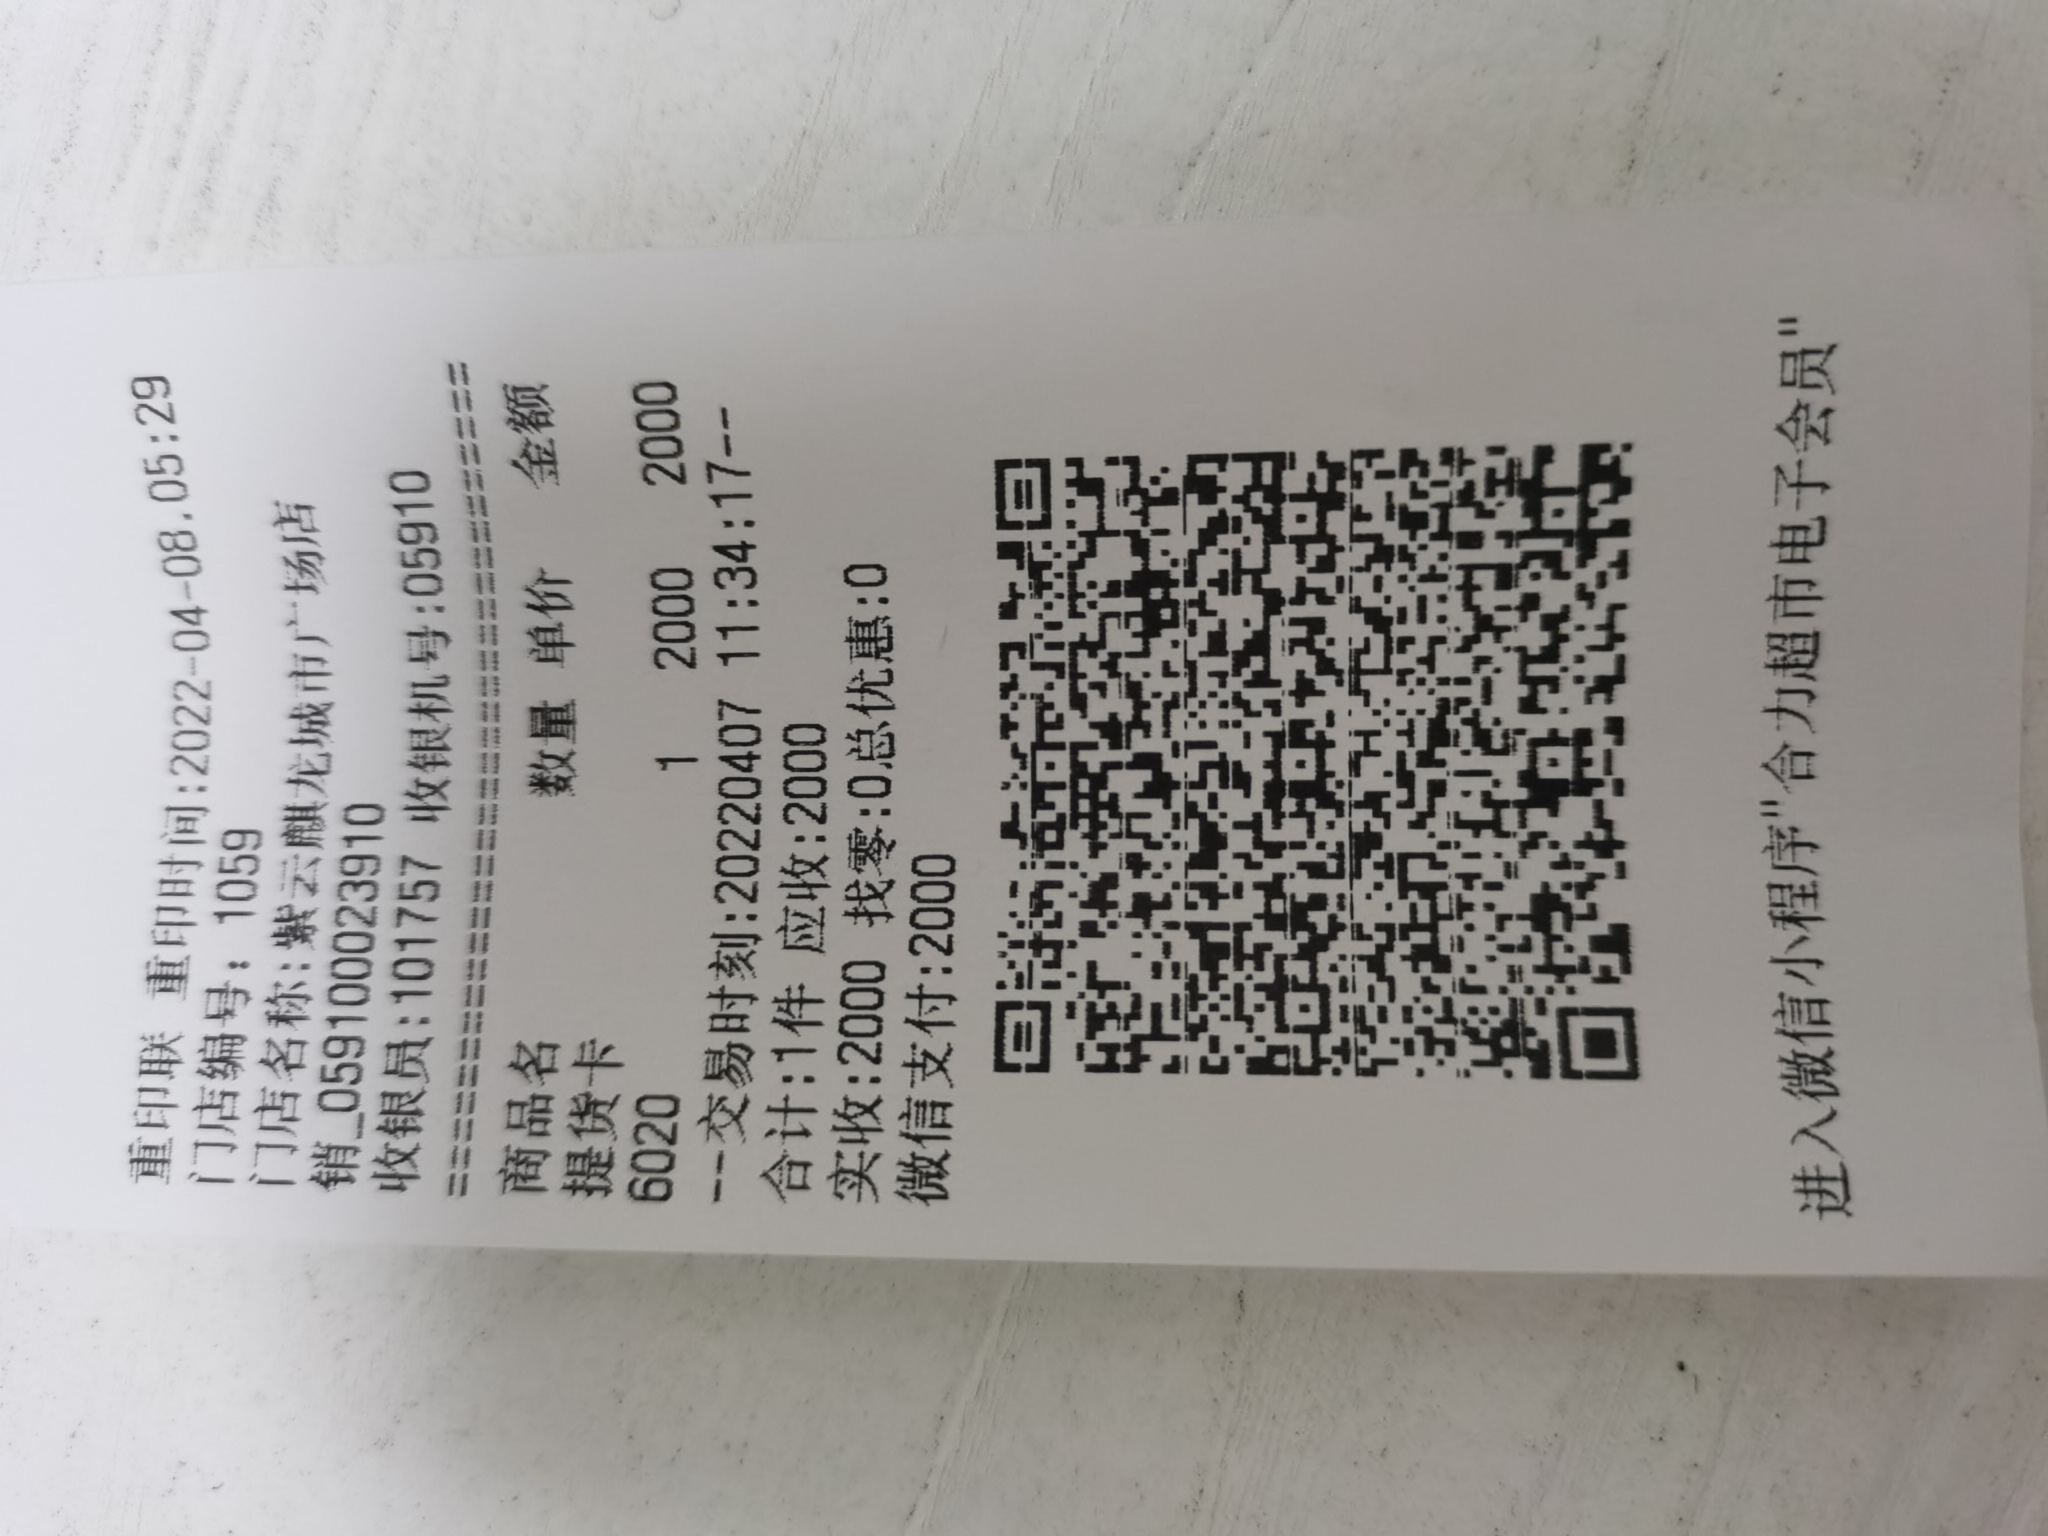 重印联 重印时间:2022-04-08.05:29
门店编号: 1059
门店名称:紫云麒龙城市广场店
销_0591000023910
收银员:101757 收银机号:05910
========================================
商品名 数量 单价 金额
提货卡
6020 1 2000 2000
--交易时刻:20220407 11:34:17--
合计:1件 应收:2000
实收:2000 找零:0总优惠:0
微信支付:2000
进入微信小程序"合力超市电子会员"